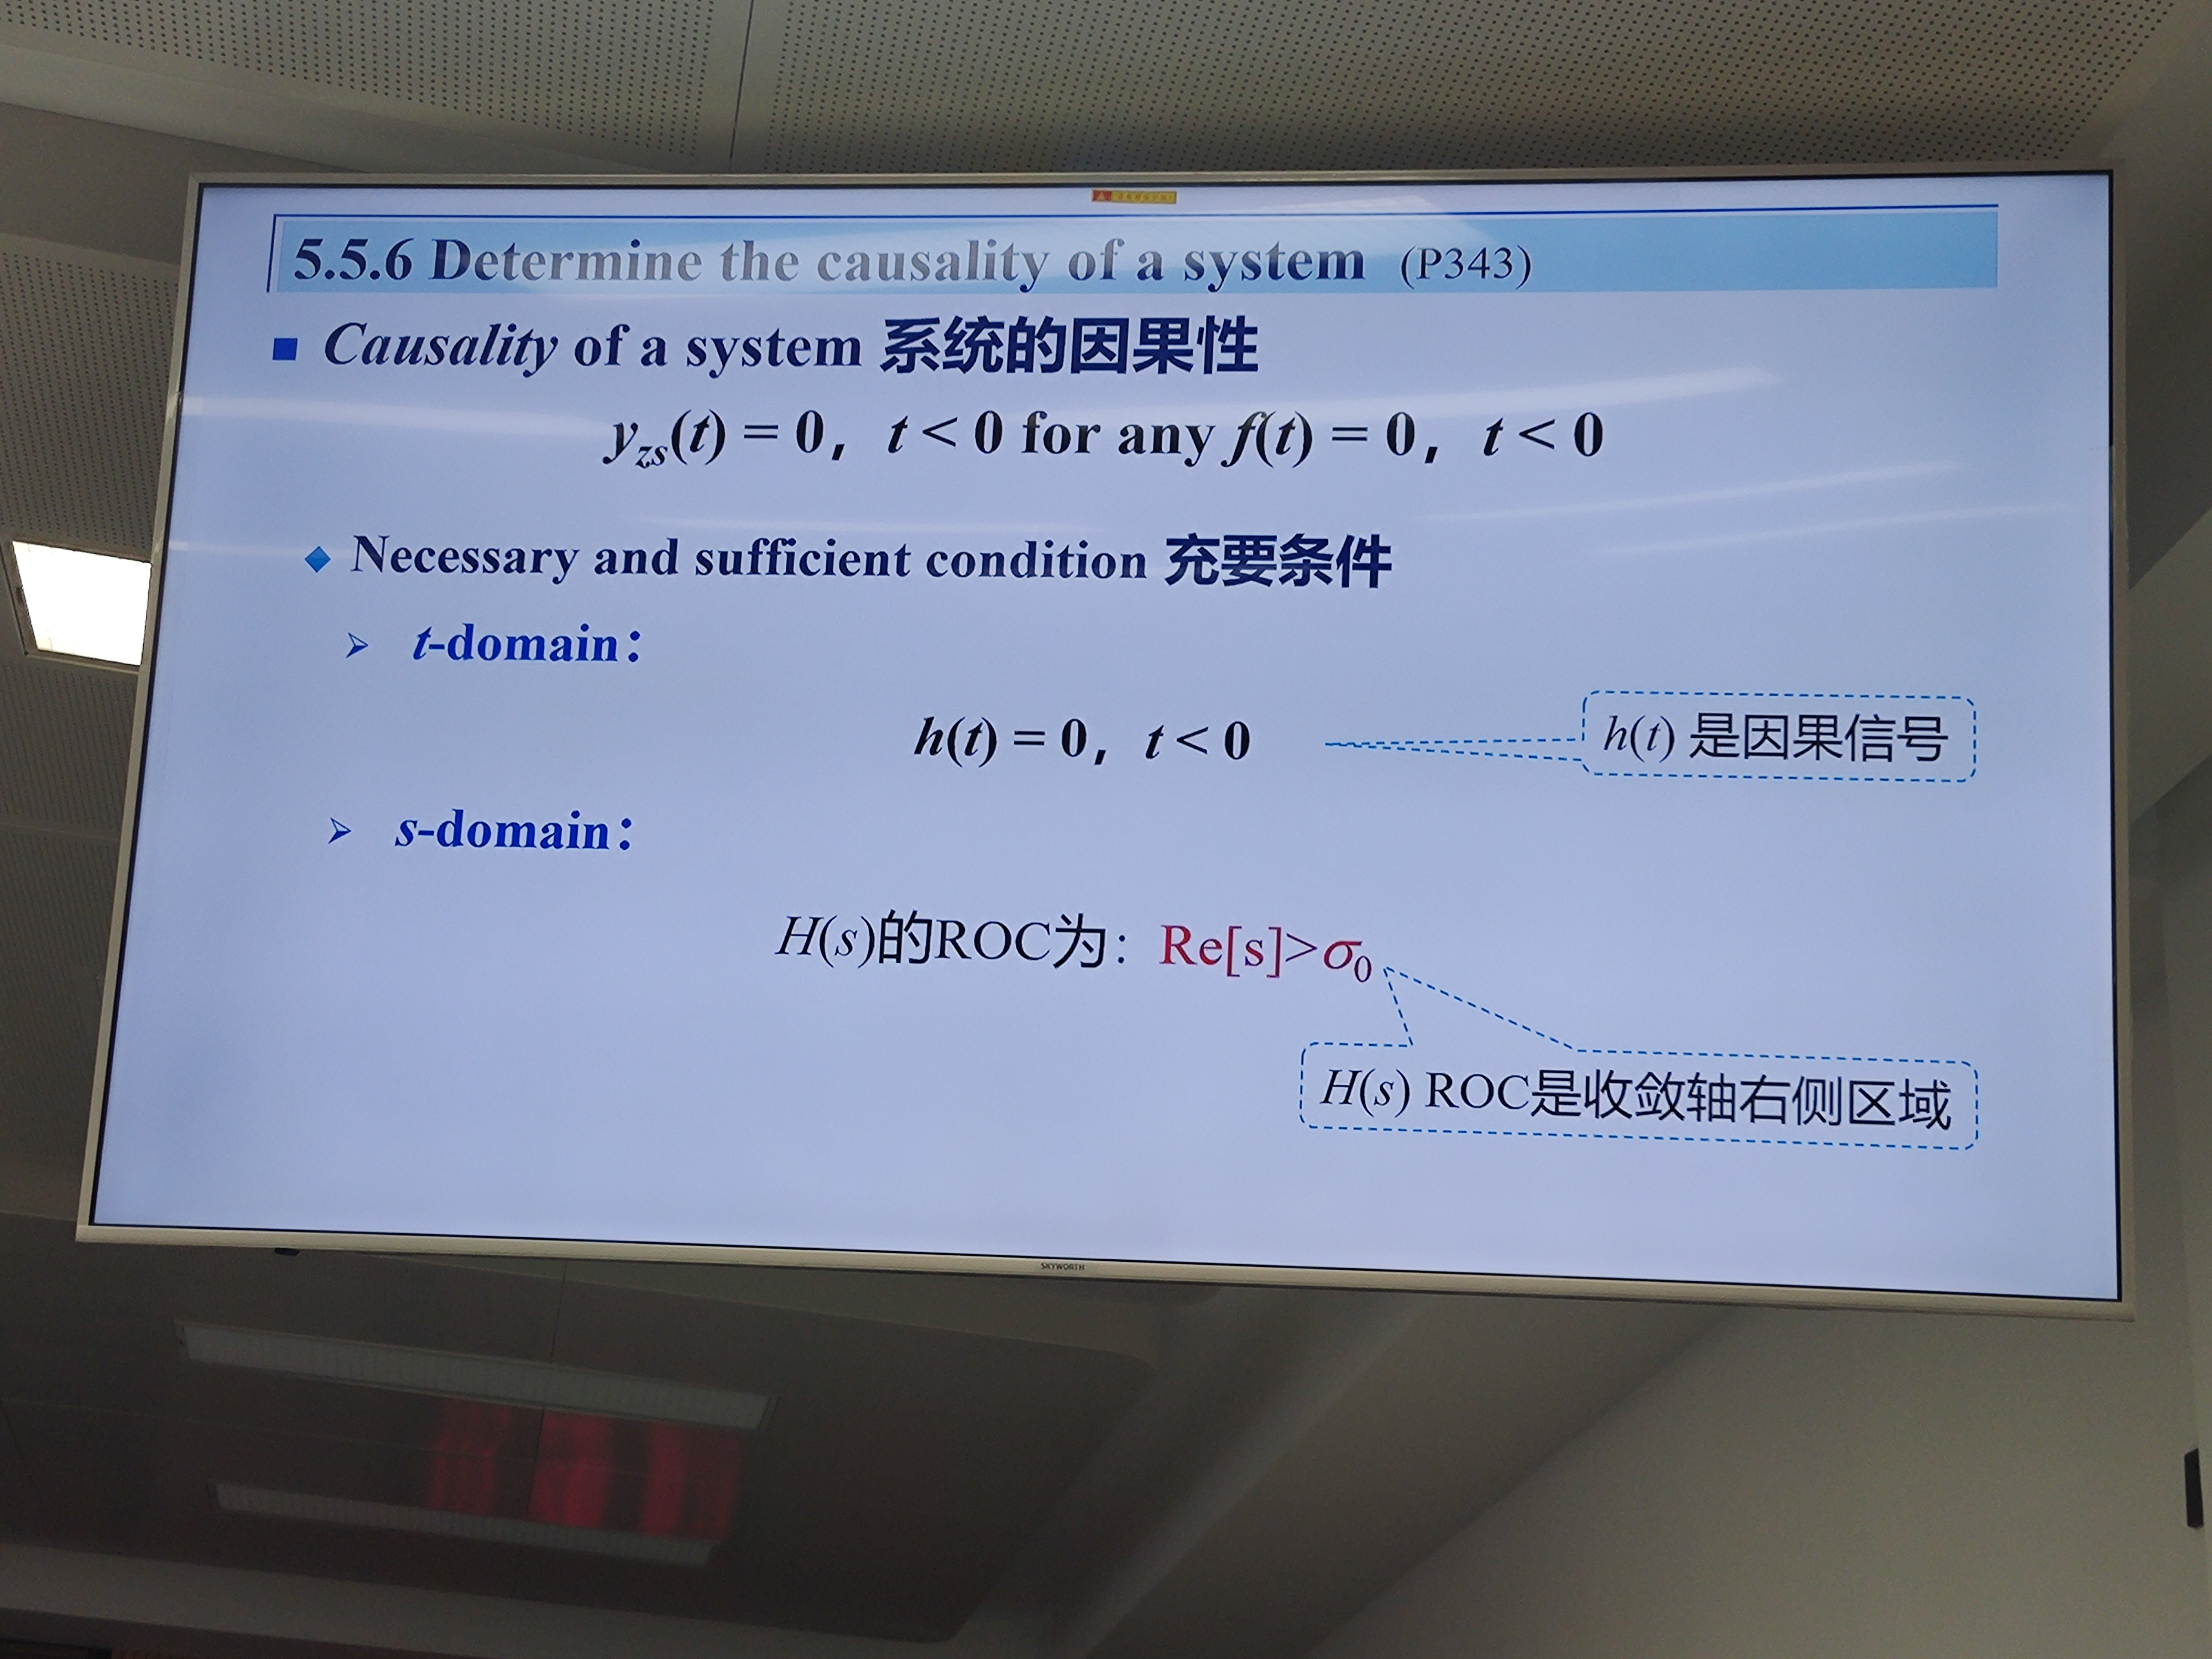 5.5.6 Determine the causality of a system (P343)
■ Causality of a system 系统的因果性
y_zs(t) = 0, t < 0 for any f(t) = 0, t < 0
◆ Necessary and sufficient condition 充要条件
➢ t-domain：
h(t) = 0, t < 0
h(t) 是因果信号
➢ s-domain：
H(s)的ROC为：Re[s]>σ₀
H(s) ROC是收敛轴右侧区域
SKYWORTH